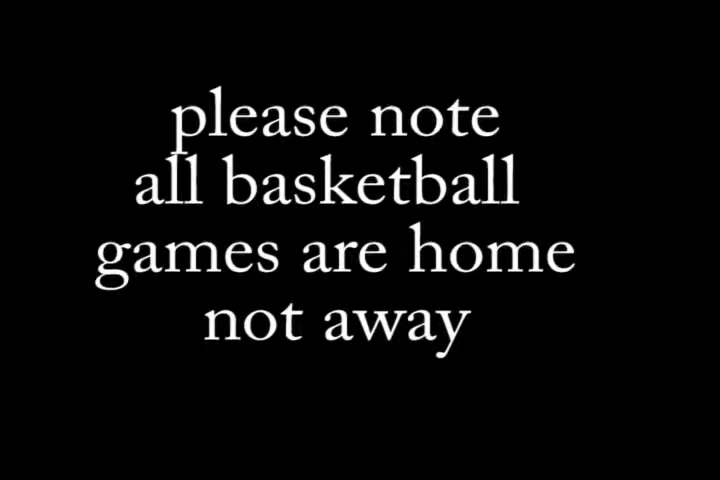 please note
all basketball
games are home
not away